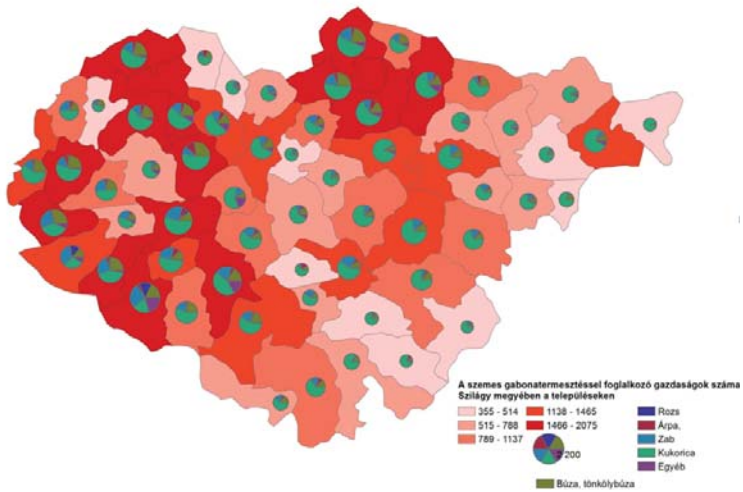 A szemes gabonatermesztéssel foglalkozó gazdaságok száma
Szilágy megyében a településeken
355 - 514
1138 - 1465
Rozs
515 - 788
1466 - 2075
Árpa,
789 - 1137
2 200
Zab
Kukorica
Egyéb
Búza, tönkölybúza